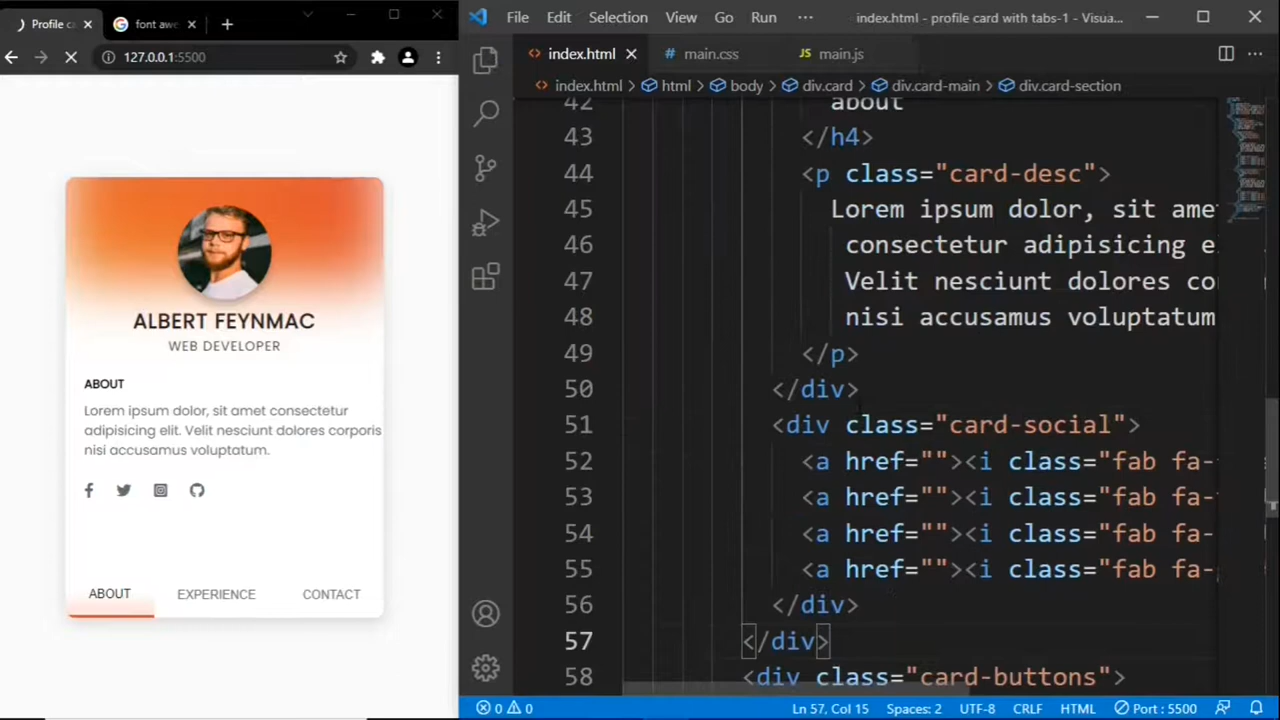 Profile ca
font awe
127.0.0.1:5500
ALBERT FEYNMAC
WEB DEVELOPER
ABOUT
Lorem ipsum dolor, sit amet consectetur
adipisicing elit. Velit nesciunt dolores corporis
nisi accusamus voluptatum.
ABOUT EXPERIENCE CONTACT
File Edit Selection View Go Run ··· index.html - profile card with tabs-1 - Visua...
index.html main.css JS main.js
index.html > html > body > div.card > div.card-main > div.card-section
42 about
43 </h4>
44 <p class="card-desc">
45 Lorem ipsum dolor, sit amet
46 consectetur adipisicing e
47 Velit nesciunt dolores co
48 nisi accusamus voluptatum
49 </p>
50 </div>
51 <div class="card-social">
52 <a href=""><i class="fab fa-
53 <a href=""><i class="fab fa-
54 <a href=""><i class="fab fa-
55 <a href=""><i class="fab fa-
56 </div>
57 </div>
58 <div class="card-buttons">
0 0 Ln 57, Col 15 Spaces: 2 UTF-8 CRLF HTML Port : 5500